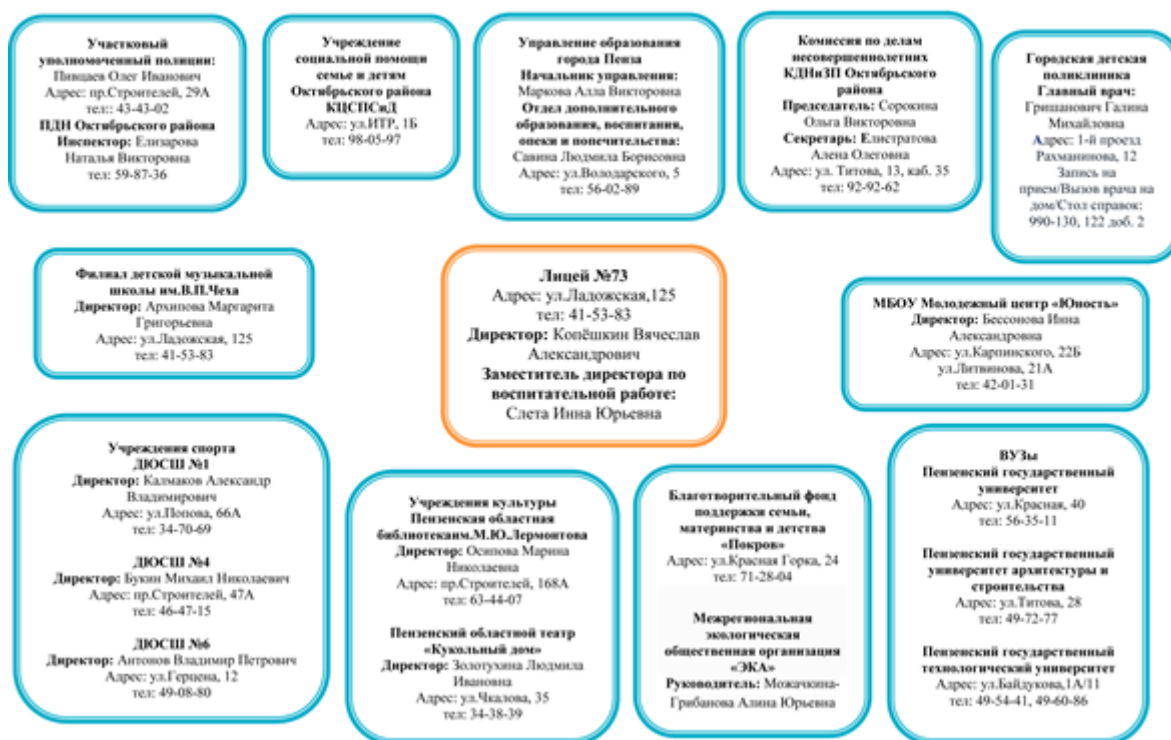 Участковый
уполномоченный полиции:
Пивцаев Олег Иванович
Адрес: пр.Строителей, 29А
тел:: 43-43-02
ПДН Октябрьского района
Инспектор: Елизарова
Наталья Викторовна
тел: 59-87-36
Учреждение
социальной помощи
семье и детям
Октябрьского района
КЦСПСиД
Адрес: ул.ИТР, 1Б
тел: 98-05-97
Управление образования
города Пенза
Начальник управления:
Маркова Алла Викторовна
Отдел дополнительного
образования, воспитания,
опеки и попечительства:
Савина Людмила Борисовна
Адрес: ул.Володарского, 5
тел: 56-02-89
Комиссия по делам
несовершеннолетних
КДНиЗП Октябрьского
района
Председатель: Сорокина
Ольга Викторовна
Секретарь: Елистратова
Алена Олеговна
Адрес: ул. Титова, 13, каб. 35
тел: 92-92-62
Городская детская
поликлиника
Главный врач:
Гришанович Галина
Михайловна
Адрес: 1-й проезд
Рахманинова, 12
Запись на
прием/Вызов врача на
дом/Стол справок:
990-130, 122 доб. 2
Филиал детской музыкальной
школы им.В.П.Чеха
Директор: Архипова Маргарита
Григорьевна
Адрес: ул.Ладожская, 125
тел: 41-53-83
Лицей №73
Адрес: ул.Ладожская,125
тел: 41-53-83
Директор: Копёшкин Вячеслав
Александрович
Заместитель директора по
воспитательной работе:
Слета Инна Юрьевна
МБОУ Молодежный центр «Юность»
Директор: Бессонова Инна
Александровна
Адрес: ул.Карпинского, 22Б
ул.Литвинова, 21А
тел: 42-01-31
Учреждения спорта
ДЮСШ №1
Директор: Калмаков Александр
Владимирович
Адрес: ул.Попова, 66А
тел: 34-70-69
ДЮСШ №4
Директор: Букин Михаил Николаевич
Адрес: пр.Строителей, 47А
тел: 46-47-15
ДЮСШ №6
Директор: Антонов Владимир Петрович
Адрес: ул.Герцена, 12
тел: 49-08-80
Учреждения культуры
Пензенская областная
библиотекаим.М.Ю.Лермонтова
Директор: Осипова Марина
Николаевна
Адрес: пр.Строителей, 168А
тел: 63-44-07
Пензенский областной театр
«Кукольный дом»
Директор: Золотухина Людмила
Ивановна
Адрес: ул.Чкалова, 35
тел: 34-38-39
Благотворительный фонд
поддержки семьи,
материнства и детства
«Покров»
Адрес: ул.Красная Горка, 24
тел: 71-28-04
Межрегиональная
экологическая
общественная организация
«ЭКА»
Руководитель: Можачкина-
Грибанова Алина Юрьевна
ВУЗы
Пензенский государственный
университет
Адрес: ул.Красная, 40
тел: 56-35-11
Пензенский государственный
университет архитектуры и
строительства
Адрес: ул.Титова, 28
тел: 49-72-77
Пензенский государственный
технологический университет
Адрес: ул.Байдукова,1А/11
тел: 49-54-41, 49-60-86